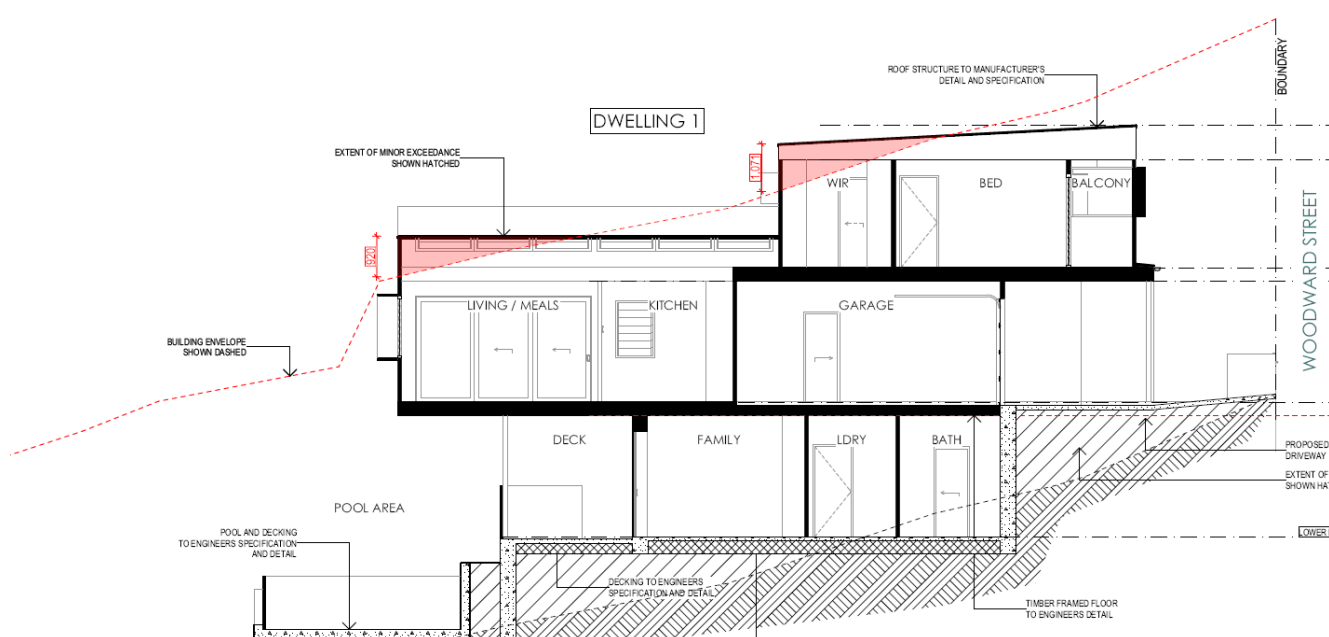 BOUNDARY
ROOF STRUCTURE TO MANUFACTURER'S
DETAIL AND SPECIFICATION
DWELLING 1
EXTENT OF MINOR EXCEEDANCE
SHOWN HATCHED
1,071
WIR
BED
BALCONY
WOODWARD STREET
920
LIVING / MEALS
KITCHEN
GARAGE
BUILDING ENVELOPE
SHOWN DASHED
DECK
FAMILY
LDRY
BATH
PROPOSED
DRIVEWAY
EXTENT OF
SHOWN HAT
POOL AREA
POOL AND DECKING
TO ENGINEERS SPECIFICATION
AND DETAIL
LOWER
DECKING TO ENGINEERS
SPECIFICATION AND DETAIL
TIMBER FRAMED FLOOR
TO ENGINEERS DETAIL